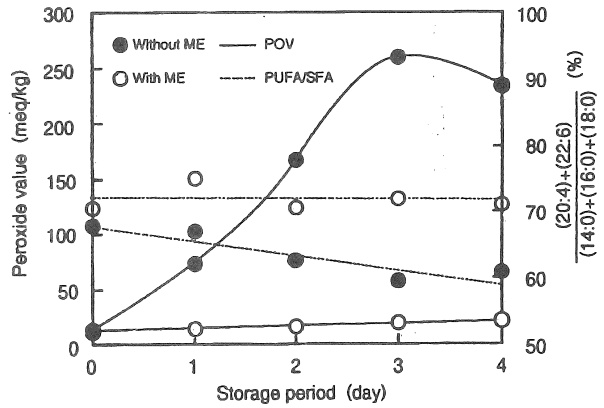 300
250
200
150
100
50
0
Peroxide value (meq/kg)
Without ME
POV
With ME
PUFA/SFA
100
90
80
70
60
50
(20:4)+(22:6)
(14:0)+(16:0)+(18:0)
(%)
0 1 2 3 4
Storage period (day)